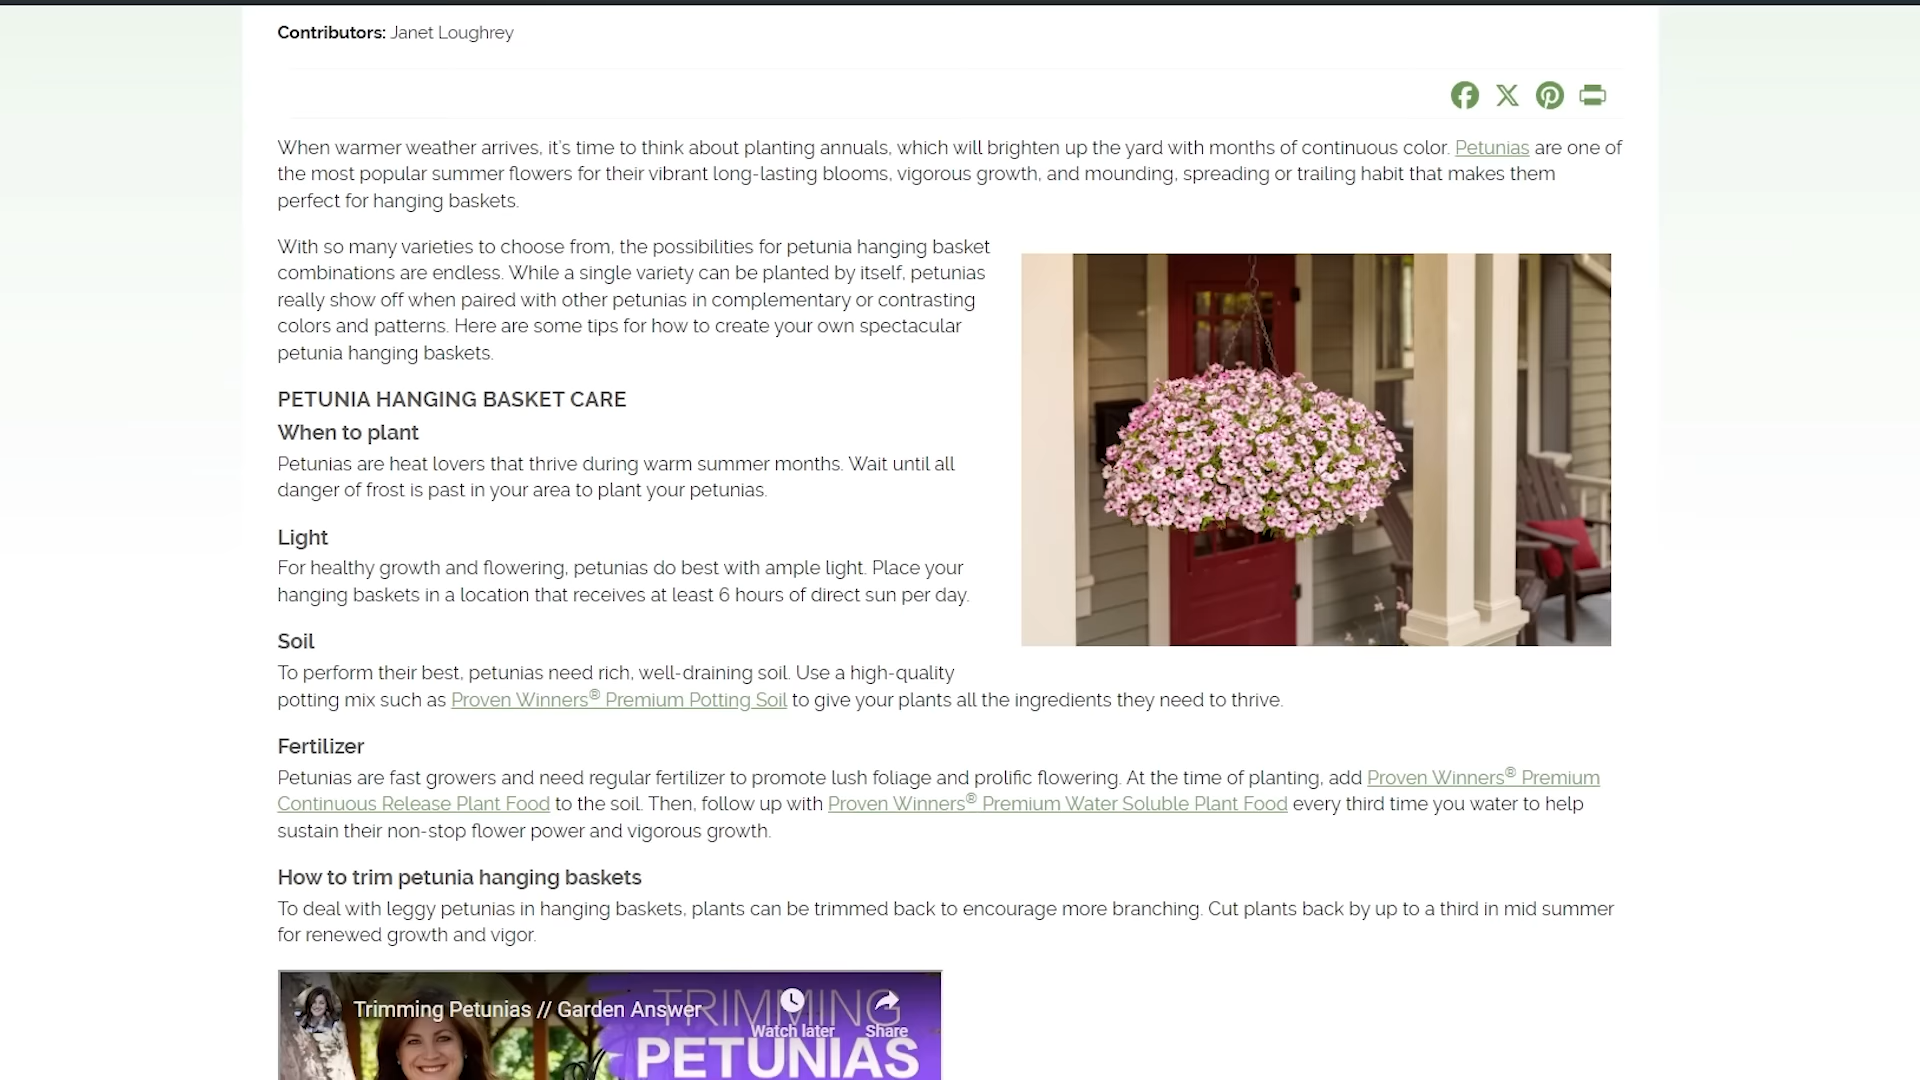 Contributors: Janet Loughrey
When warmer weather arrives, it's time to think about planting annuals, which will brighten up the yard with months of continuous color. Petunias are one of
the most popular summer flowers for their vibrant long-lasting blooms, vigorous growth, and mounding, spreading or trailing habit that makes them
perfect for hanging baskets.
With so many varieties to choose from, the possibilities for petunia hanging basket
combinations are endless. While a single variety can be planted by itself, petunias
really show off when paired with other petunias in complementary or contrasting
colors and patterns. Here are some tips for how to create your own spectacular
petunia hanging baskets.
PETUNIA HANGING BASKET CARE
When to plant
Petunias are heat lovers that thrive during warm summer months. Wait until all
danger of frost is past in your area to plant your petunias.
Light
For healthy growth and flowering, petunias do best with ample light. Place your
hanging baskets in a location that receives at least 6 hours of direct sun per day.
Soil
To perform their best, petunias need rich, well-draining soil. Use a high-quality
potting mix such as Proven Winners® Premium Potting Soil to give your plants all the ingredients they need to thrive.
Fertilizer
Petunias are fast growers and need regular fertilizer to promote lush foliage and prolific flowering. At the time of planting, add Proven Winners® Premium
Continuous Release Plant Food to the soil. Then, follow up with Proven Winners® Premium Water Soluble Plant Food every third time you water to help
sustain their non-stop flower power and vigorous growth.
How to trim petunia hanging baskets
To deal with leggy petunias in hanging baskets, plants can be trimmed back to encourage more branching. Cut plants back by up to a third in mid summer
for renewed growth and vigor.
Trimming Petunias // Garden Answer
TRIMMING
Watch later
Share
PETUNIAS